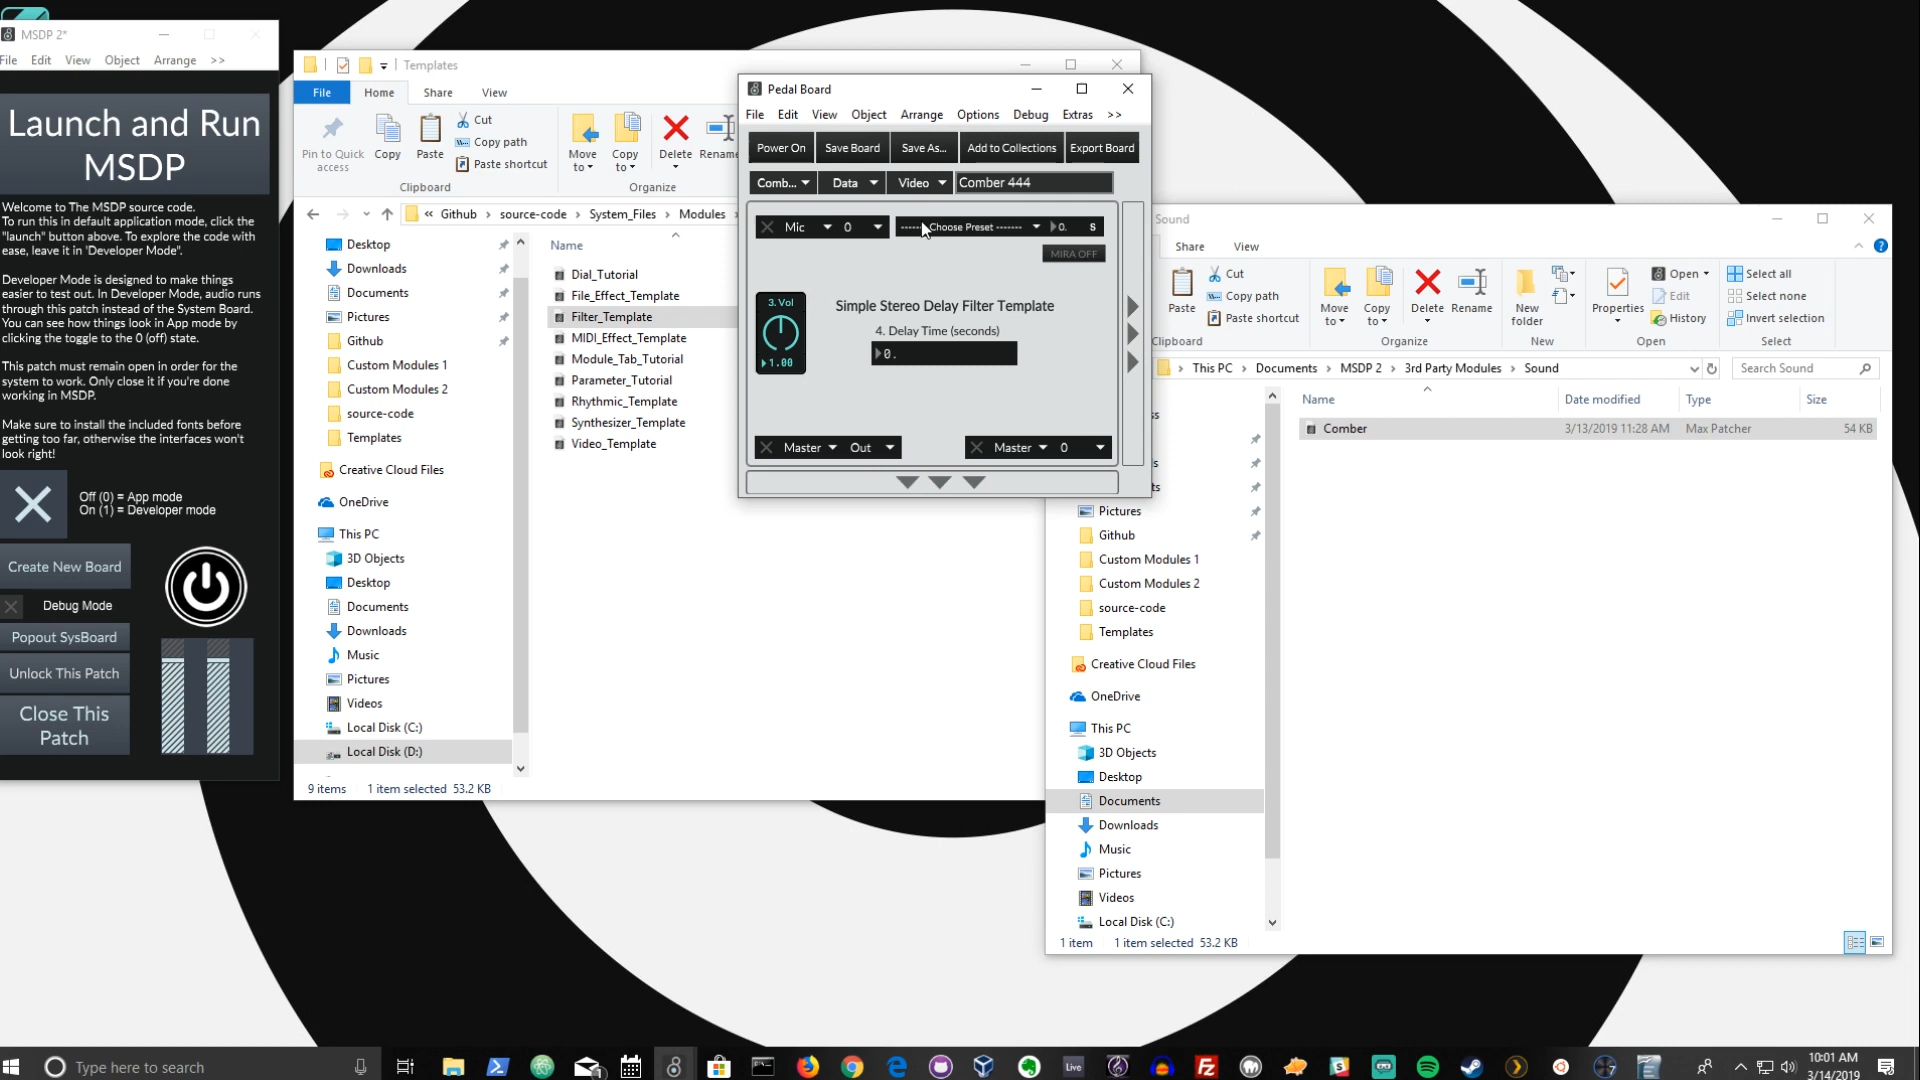 MSDP 2*
File Edit View Object Arrange >>
Launch and Run
MSDP
Welcome to The MSDP source code.
To run this in default application mode, click the
"launch" button above. To explore the code with
ease, leave it in 'Developer Mode".
Developer Mode is designed to make things
easier to test out. In Developer Mode, audio runs
through this patch instead of the System Board.
You can see how things look in App mode by
clicking the toggle to the 0 (off) state.
This patch must remain open in order for the
system to work. Only close it if you're done
working in MSDP.
Make sure to install the included fonts before
getting too far, otherwise the interfaces won't
look right!
Off (0) = App mode
On (1) = Developer mode
Create New Board
Debug Mode
Popout SysBoard
Unlock This Patch
Close This
Patch
Templates
File Home Share View
Pin to Quick
access
Copy
Paste
Cut
Copy path
Paste shortcut
Move
to
Copy
to
Delete
Rename
Clipboard
Organize
« Github › source-code › System_Files › Modules ›
Desktop
Downloads
Documents
Pictures
Github
Custom Modules 1
Custom Modules 2
source-code
Templates
Creative Cloud Files
OneDrive
This PC
3D Objects
Desktop
Documents
Downloads
Music
Pictures
Videos
Local Disk (C:)
Local Disk (D:)
Name
Dial_Tutorial
File_Effect_Template
Filter_Template
MIDI_Effect_Template
Module_Tab_Tutorial
Parameter_Tutorial
Rhythmic_Template
Synthesizer_Template
Video_Template
9 items 1 item selected 53.2 KB
Pedal Board
File Edit View Object Arrange Options Debug Extras >>
Power On Save Board Save As... Add to Collections Export Board
Comb... Data Video Comber 444
Mic 0 ------ Choose Preset ------- 0. S
MIRA OFF
3. Vol
1.00
Simple Stereo Delay Filter Template
4. Delay Time (seconds)
0.
Master Out Master 0
Sound
Share View
Paste
Cut
Copy path
Paste shortcut
Move
to
Copy
to
Delete
Rename
New
folder
Properties
Open
Edit
History
Select all
Select none
Invert selection
Clipboard
Organize
New
Open
Select
› This PC › Documents › MSDP 2 › 3rd Party Modules › Sound
Search Sound
Name Date modified Type Size
Comber 3/13/2019 11:28 AM Max Patcher 54 KB
Pictures
Github
Custom Modules 1
Custom Modules 2
source-code
Templates
Creative Cloud Files
OneDrive
This PC
3D Objects
Desktop
Documents
Downloads
Music
Pictures
Videos
Local Disk (C:)
1 item 1 item selected 53.2 KB
Type here to search
1
Live
10:01 AM
3/14/2019